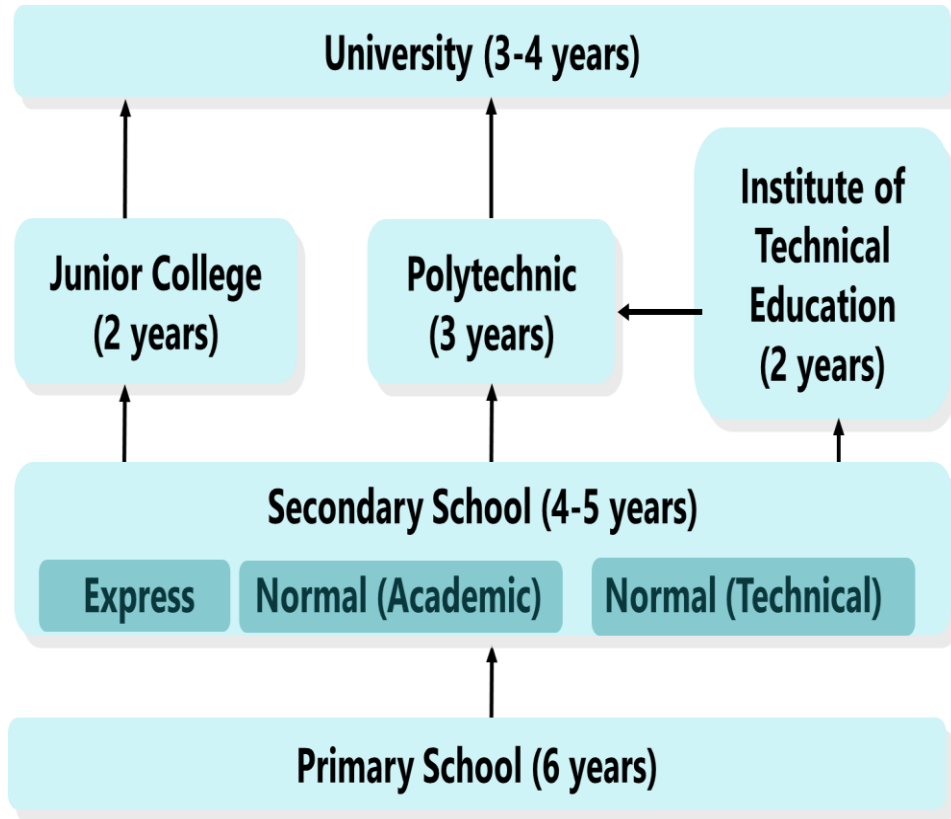 University (3-4 years)
Junior College
(2 years)
Polytechnic
(3 years)
Institute of
Technical
Education
(2 years)
Secondary School (4-5 years)
Express
Normal (Academic)
Normal (Technical)
Primary School (6 years)